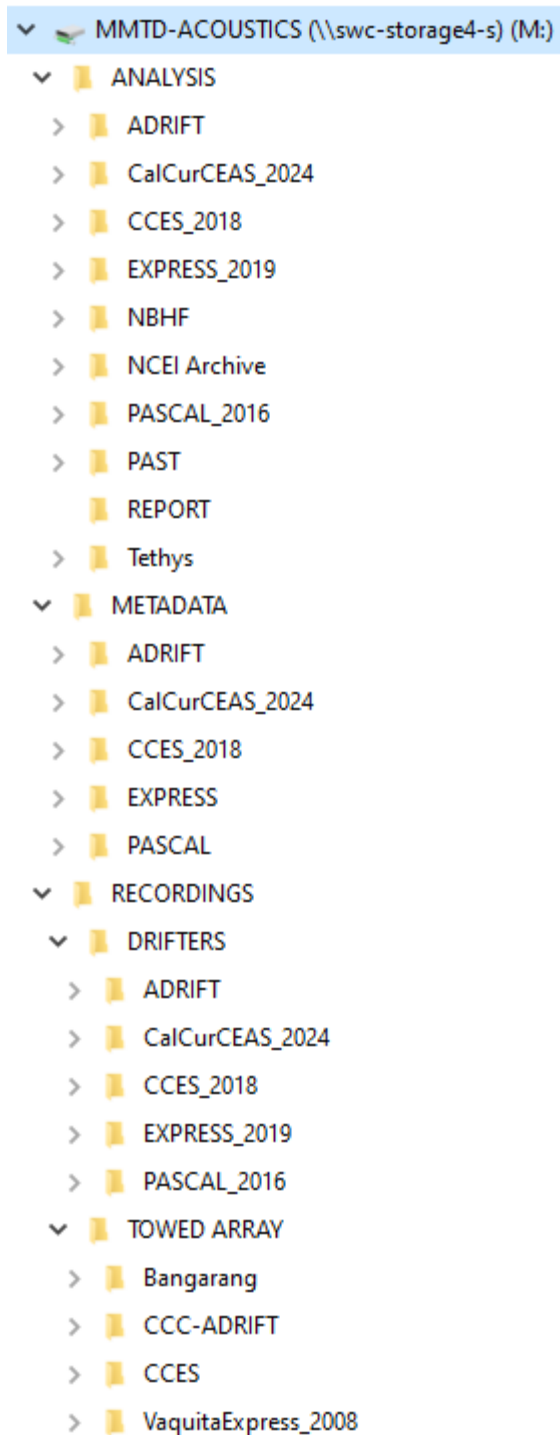 MMTD-ACOUSTICS (\\swc-storage4-s) (M:)
ANALYSIS
ADRIFT
CalCurCEAS_2024
CCES_2018
EXPRESS_2019
NBHF
NCEI Archive
PASCAL_2016
PAST
REPORT
Tethys
METADATA
ADRIFT
CalCurCEAS_2024
CCES_2018
EXPRESS
PASCAL
RECORDINGS
DRIFTERS
ADRIFT
CalCurCEAS_2024
CCES_2018
EXPRESS_2019
PASCAL_2016
TOWED ARRAY
Bangarang
CCC-ADRIFT
CCES
VaquitaExpress_2008